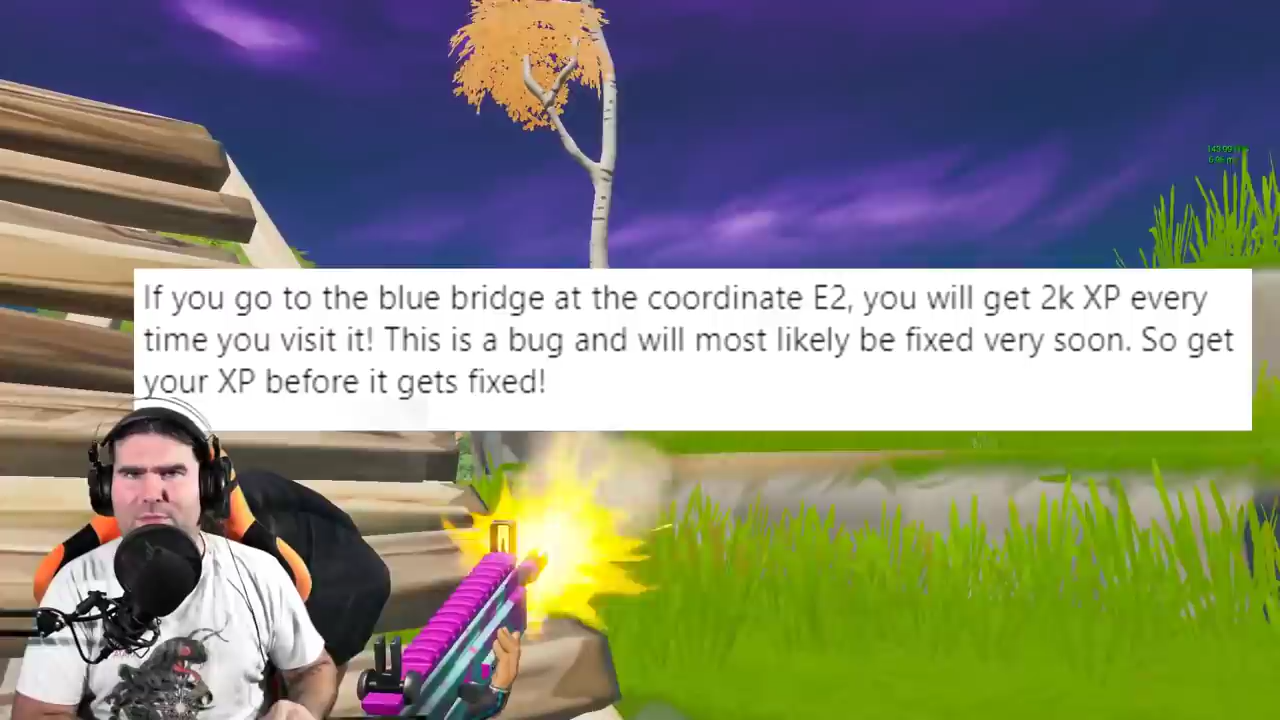 If you go to the blue bridge at the coordinate E2, you will get 2k XP every
time you visit it! This is a bug and will most likely be fixed very soon. So get
your XP before it gets fixed!